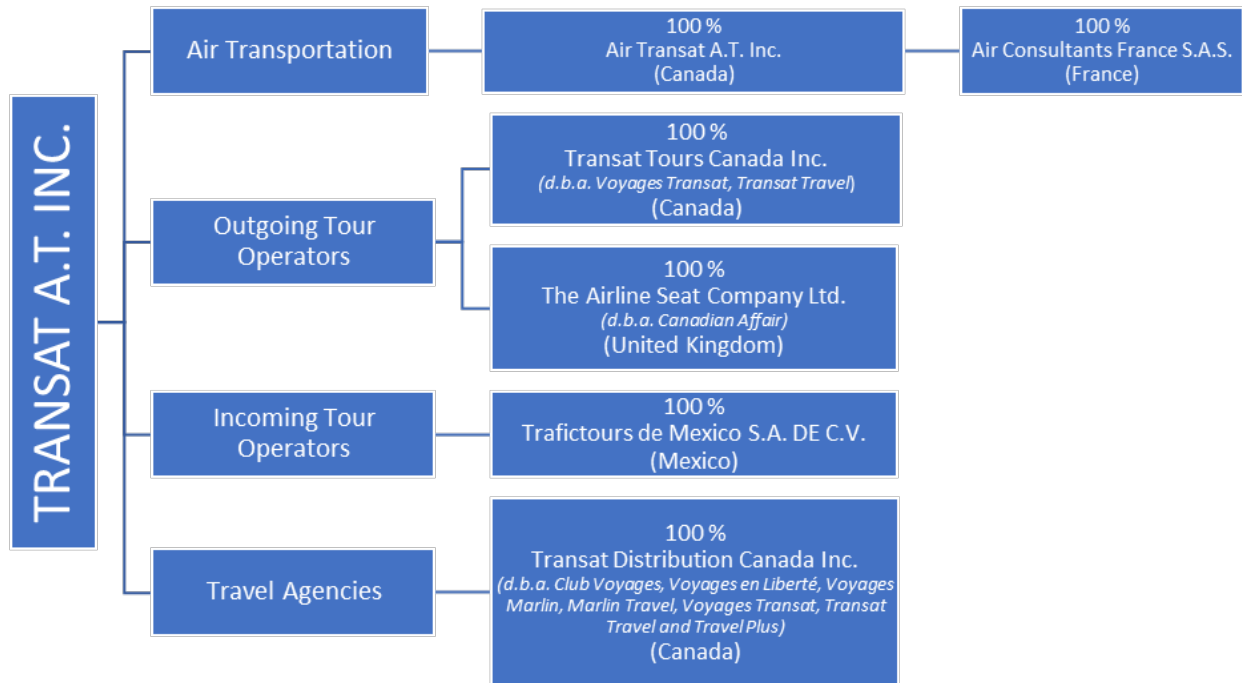 TRANSAT A.T. INC.
Air Transportation
100 %
Air Transat A.T. Inc.
(Canada)
100 %
Air Consultants France S.A.S.
(France)
Outgoing Tour
Operators
100 %
Transat Tours Canada Inc.
(d.b.a. Voyages Transat, Transat Travel)
(Canada)
100 %
The Airline Seat Company Ltd.
(d.b.a. Canadian Affair)
(United Kingdom)
Incoming Tour
Operators
100 %
Trafictours de Mexico S.A. DE C.V.
(Mexico)
Travel Agencies
100 %
Transat Distribution Canada Inc.
(d.b.a. Club Voyages, Voyages en Liberté, Voyages
Marlin, Marlin Travel, Voyages Transat, Transat
Travel and Travel Plus)
(Canada)